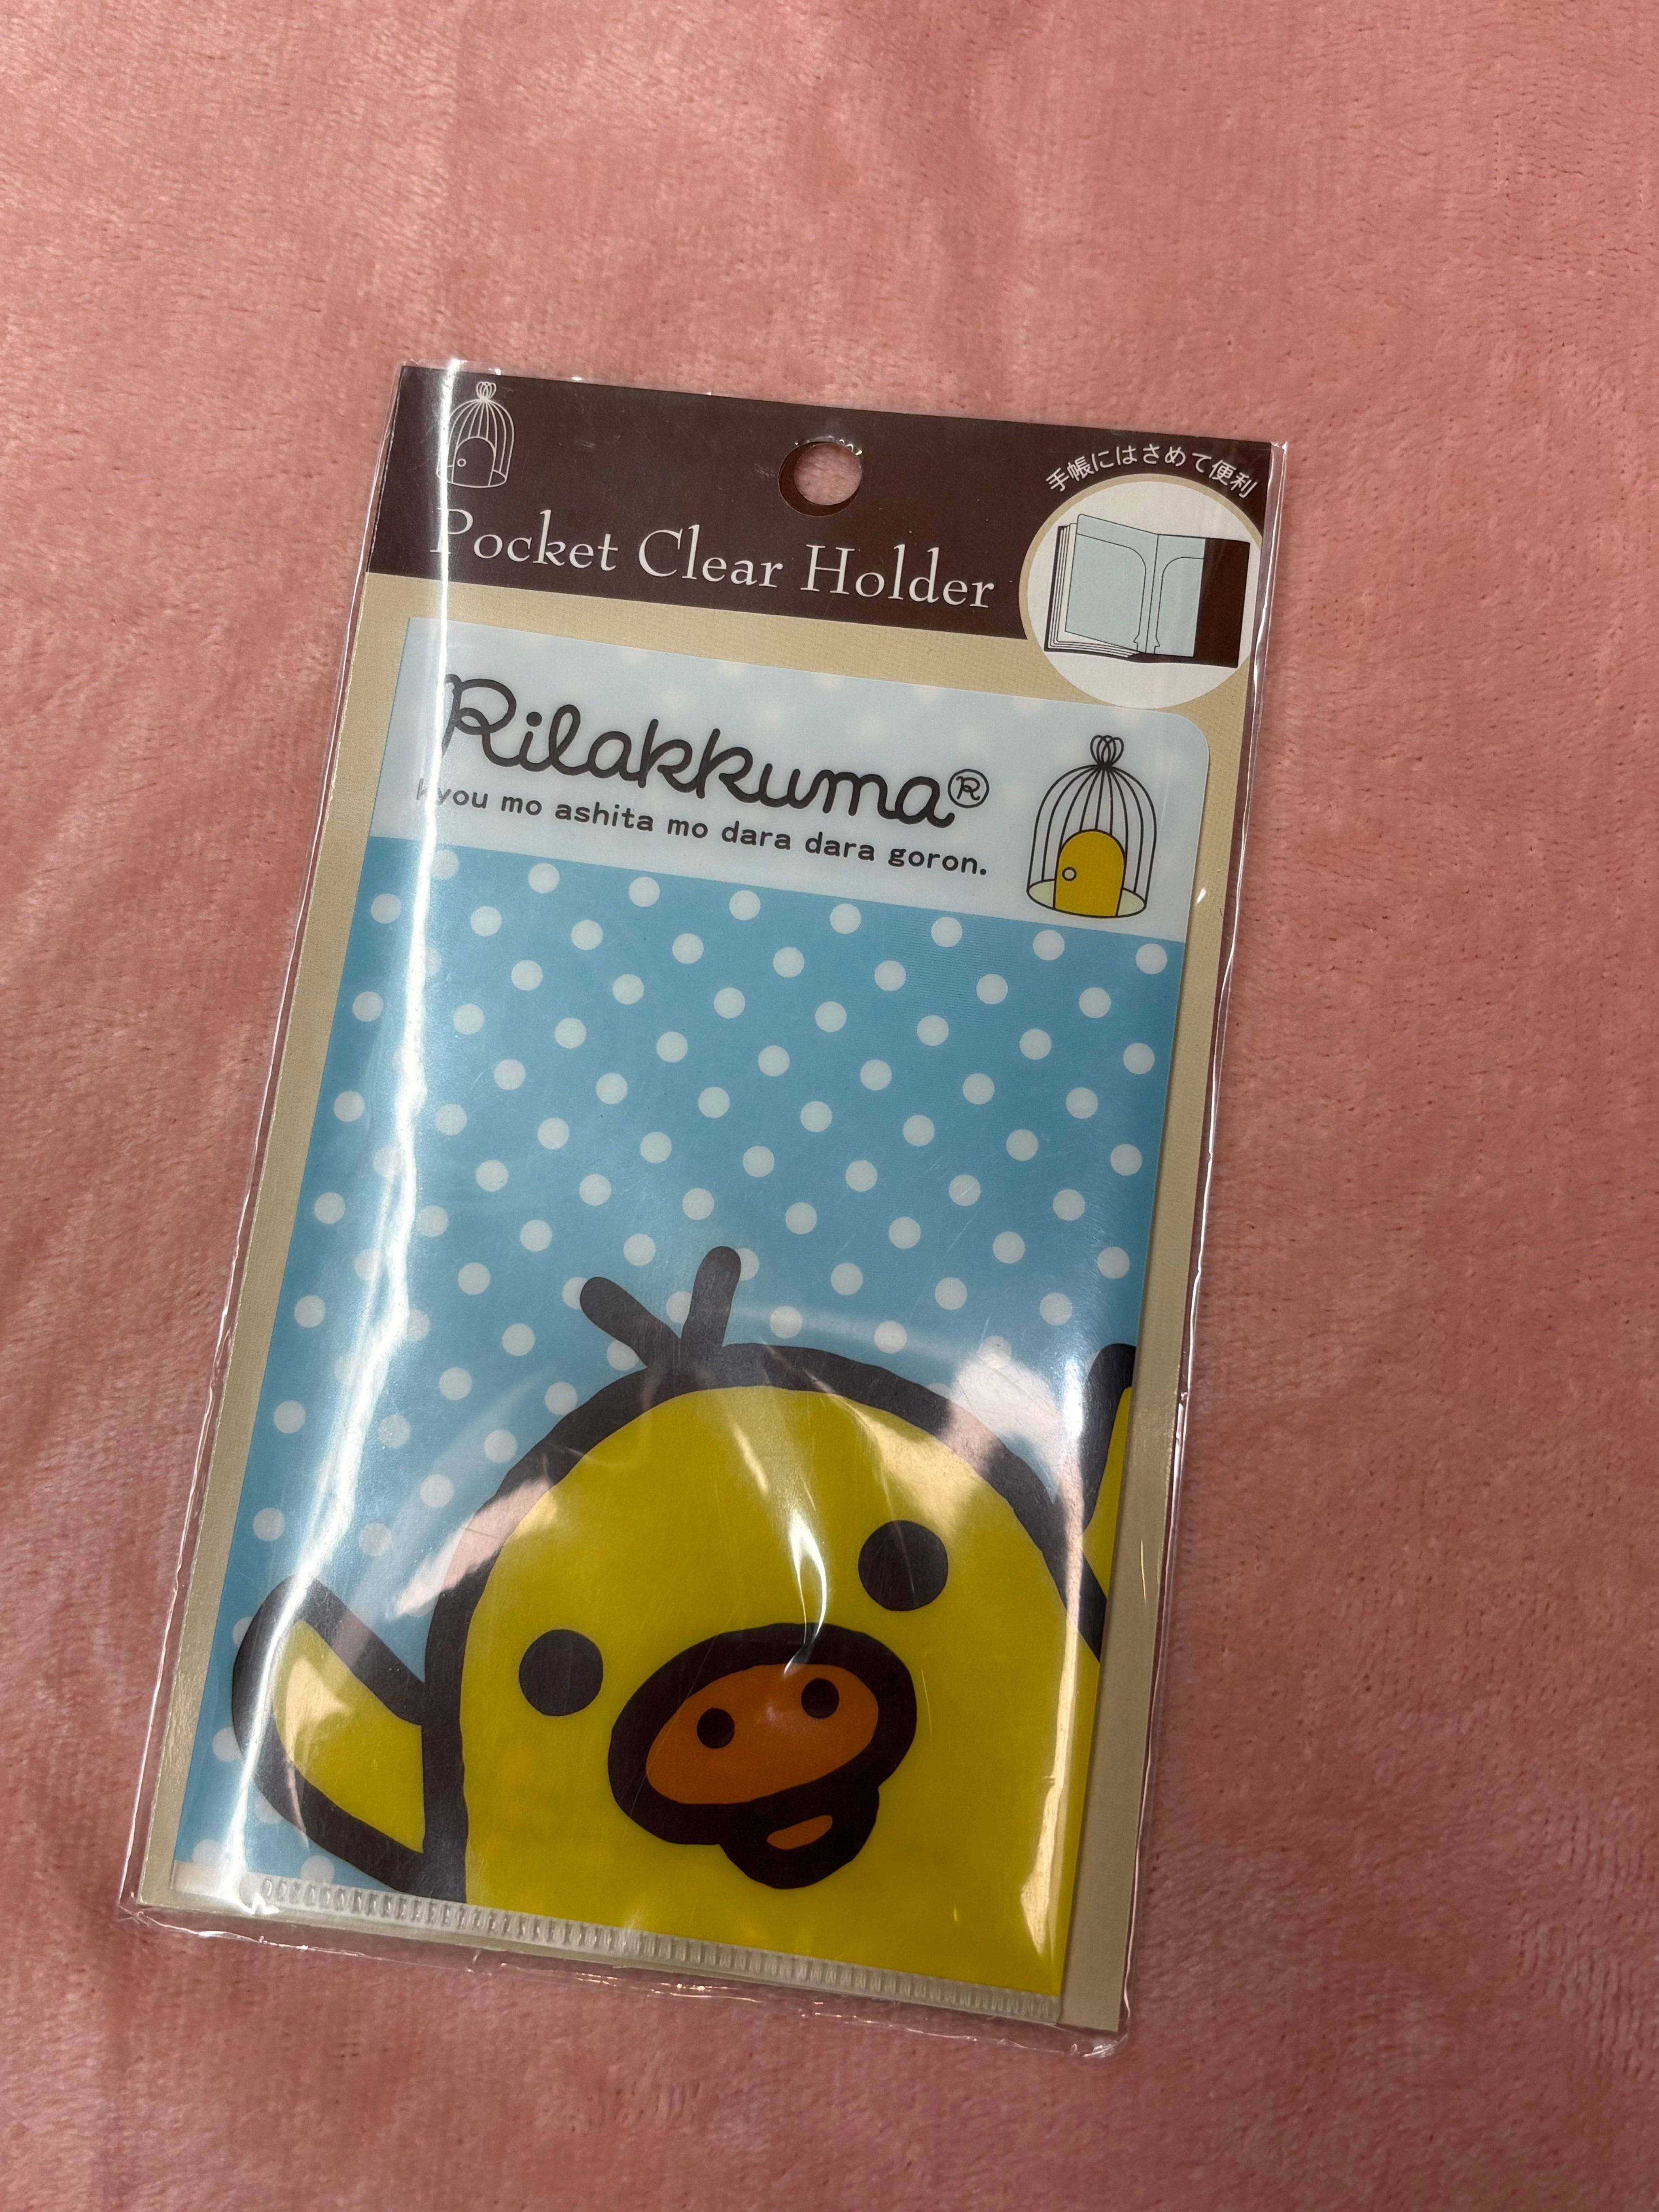 手帳にはさめて便利
Pocket Clear Holder
Rilakkuma®
kyou mo ashita mo dara dara goron.